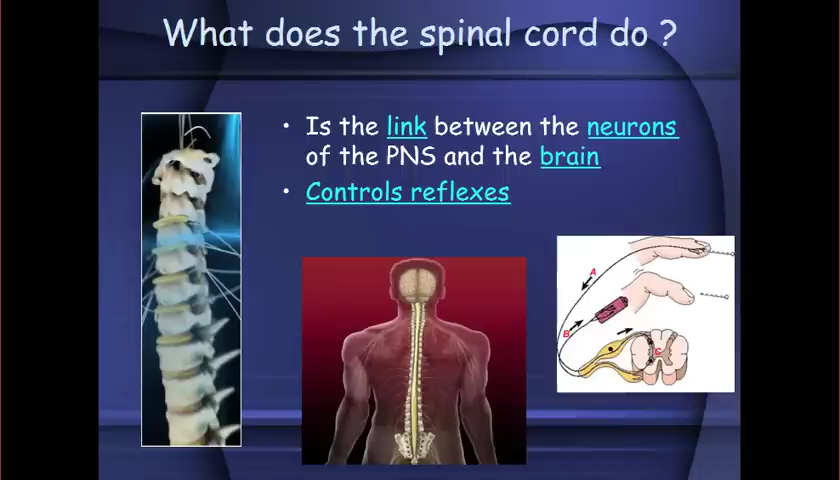 What does the spinal cord do ?
• Is the link between the neurons
of the PNS and the brain
• Controls reflexes
A
B
C